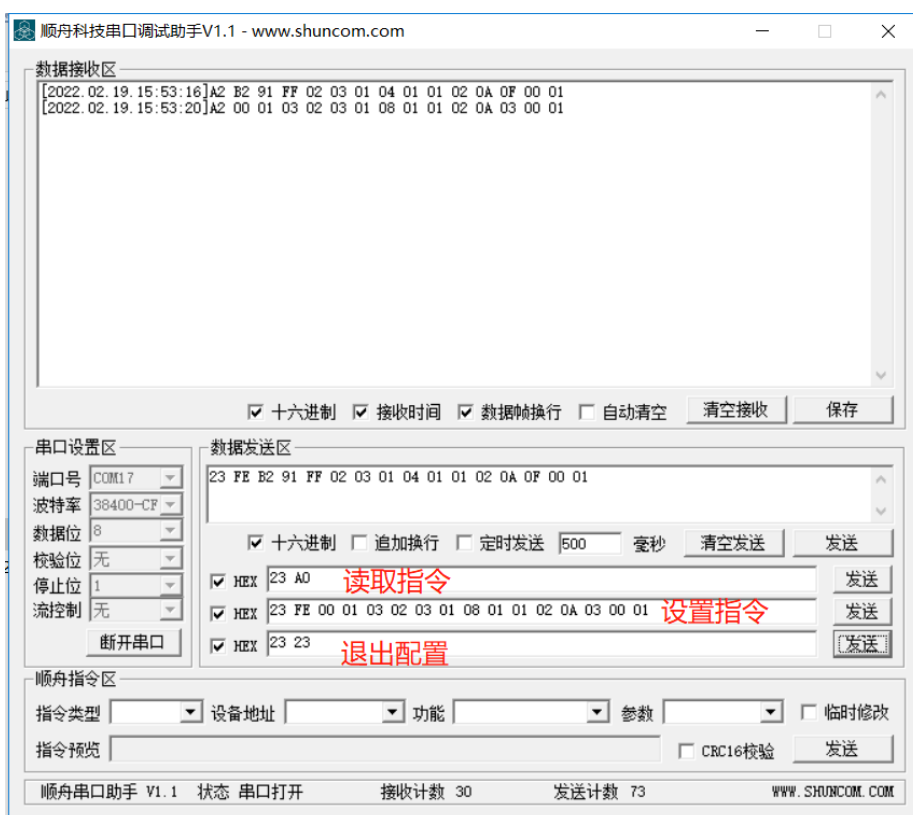 顺舟科技串口调试助手V1.1 - www.shuncom.com
数据接收区
[2022.02.19.15:53:16]A2 B2 91 FF 02 03 01 04 01 01 02 0A 0F 00 01
[2022.02.19.15:53:20]A2 00 01 03 02 03 01 08 01 01 02 0A 03 00 01
十六进制 接收时间 数据帧换行 自动清空 清空接收 保存
串口设置区
端口号 COM17
波特率 38400-CF
数据位 8
校验位 无
停止位 1
流控制 无
断开串口
数据发送区
23 FE B2 91 FF 02 03 01 04 01 01 02 0A 0F 00 01
十六进制 追加换行 定时发送 500 毫秒 清空发送 发送
HEX 23 A0 读取指令 发送
HEX 23 FE 00 01 03 02 03 01 08 01 01 02 0A 03 00 01 设置指令 发送
HEX 23 23 退出配置 发送
顺舟指令区
指令类型 设备地址 功能 参数 临时修改
指令预览 CRC16校验 发送
顺舟串口助手 V1.1 状态 串口打开 接收计数 30 发送计数 73 WWW.SHUNCOM.COM